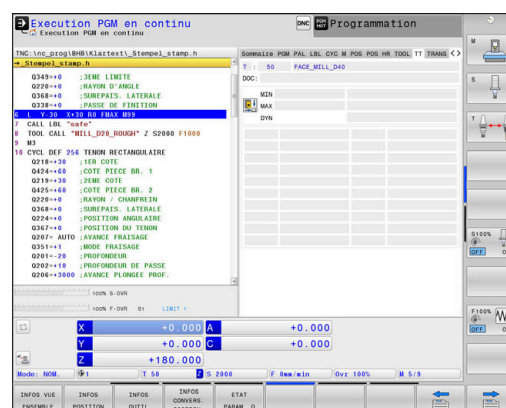 Execution PGM en continu
Execution PGM en continu
DNC
Programmation
TNC:\nc_prog\BHB\Klartext\_Stempel_stamp.h
→_Stempel_stamp.h
Q349=+0 ;3EME LIMITE
Q220=+0 ;RAYON D'ANGLE
Q368=+0 ;SUREPAIS. LATERALE
Q338=+0 ;PASSE DE FINITION
6 L Y-30 X+30 R0 FMAX M99
7 CALL LBL "safe"
8 TOOL CALL "MILL_D20_ROUGH" Z S2000 F1000
9 M3
10 CYCL DEF 256 TENON RECTANGULAIRE
Q218=+30 ;1ER COTE
Q424=+60 ;COTE PIECE BR. 1
Q219=+30 ;2EME COTE
Q425=+60 ;COTE PIECE BR. 2
Q220=+0 ;RAYON / CHANFREIN
Q368=+0 ;SUREPAIS. LATERALE
Q224=+0 ;POSITION ANGULAIRE
Q367=+0 ;POSITION DU TENON
Q207= AUTO ;AVANCE FRAISAGE
Q351=+1 ;MODE FRAISAGE
Q201=-20 ;PROFONDEUR
Q202=+10 ;PROFONDEUR DE PASSE
Q206=+3000 ;AVANCE PLONGEE PROF.
100% S-OVR
100% F-OVR S1 LIMIT 1
Sommaire PGM PAL LBL CYC M POS POS HR TOOL TT TRANS
T : 50 FACE_MILL_D40
DOC:
MIN
MAX
DYN
X +0.000 A +0.000
Y +0.000 C +0.000
Z +180.000
Mode: NOM. 1 T 50 Z S 2000 F 0mm/min Ovr 100% M 5/9
INFOS VUE
ENSEMBLE
INFOS
POSITION
INFOS
OUTIL
INFOS
CONVERS.
ETAT
PARAM. Q
M
S
T
S100%
OFF
F100%
OFF